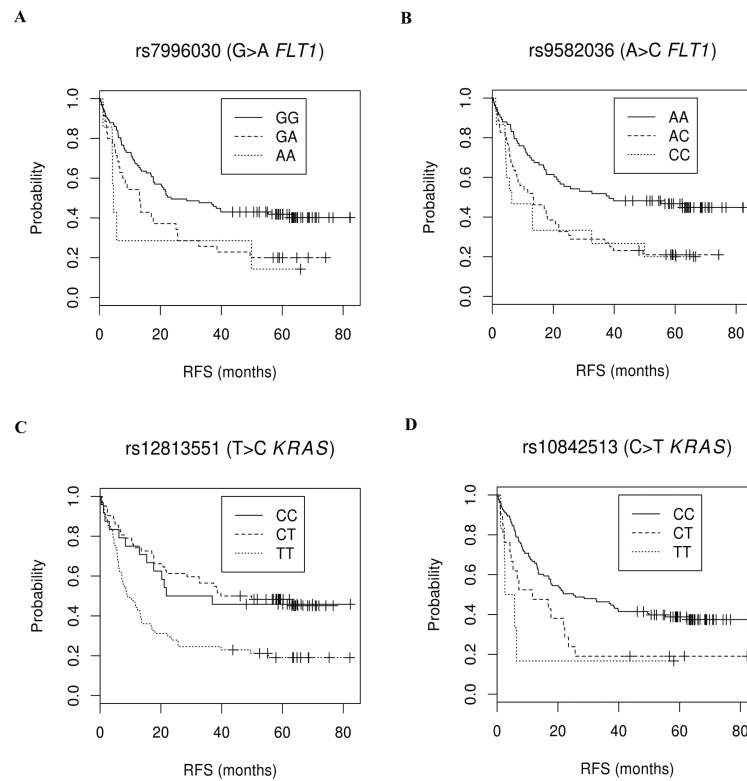 A
rs7996030 (G>A FLT1)
Probability
0.0 0.2 0.4 0.6 0.8 1.0
GG
GA
AA
0 20 40 60 80
RFS (months)
B
rs9582036 (A>C FLT1)
Probability
0.0 0.2 0.4 0.6 0.8 1.0
AA
AC
CC
0 20 40 60 80
RFS (months)
C
rs12813551 (T>C KRAS)
Probability
0.0 0.2 0.4 0.6 0.8 1.0
CC
CT
TT
0 20 40 60 80
RFS (months)
D
rs10842513 (C>T KRAS)
Probability
0.0 0.2 0.4 0.6 0.8 1.0
CC
CT
TT
0 20 40 60 80
RFS (months)